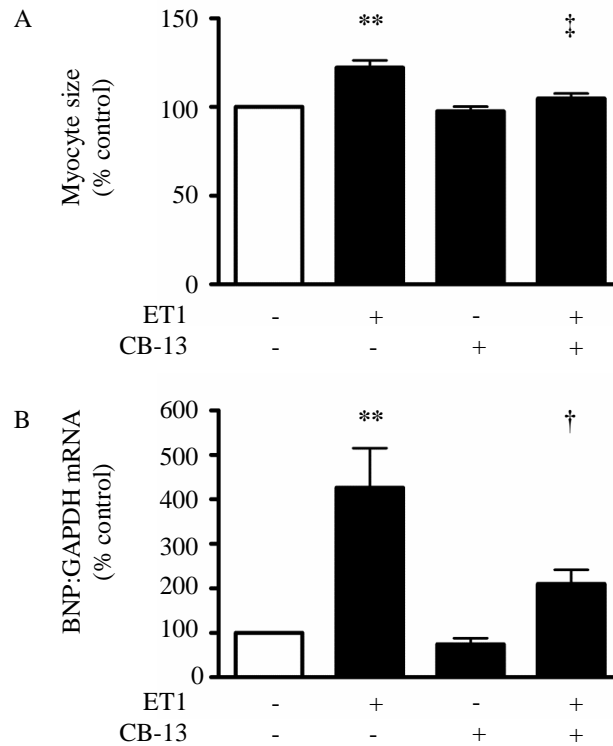 A
Myocyte size
(% control)
150
100
50
0
**
‡
ET1 - + - +
CB-13 - - + +
B
BNP:GAPDH mRNA
(% control)
600
500
400
300
200
100
0
**
†
ET1 - + - +
CB-13 - - + +